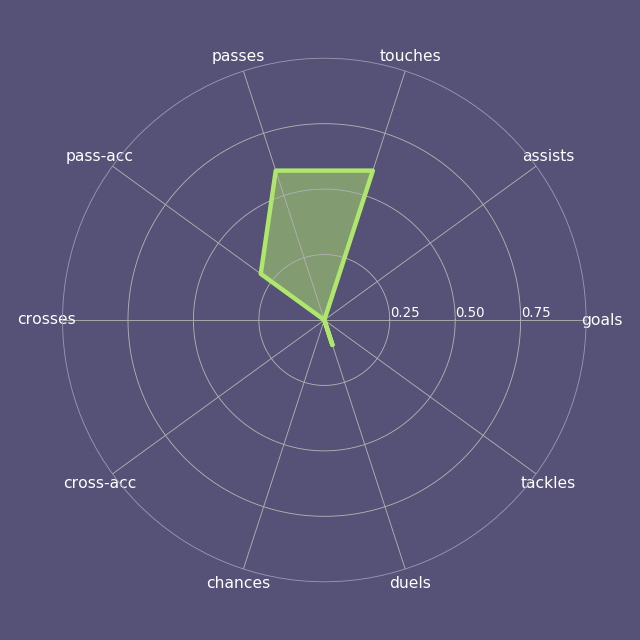 passes touches
pass-acc assists
crosses 0.25 0.50 0.75 goals
cross-acc tackles
chances duels